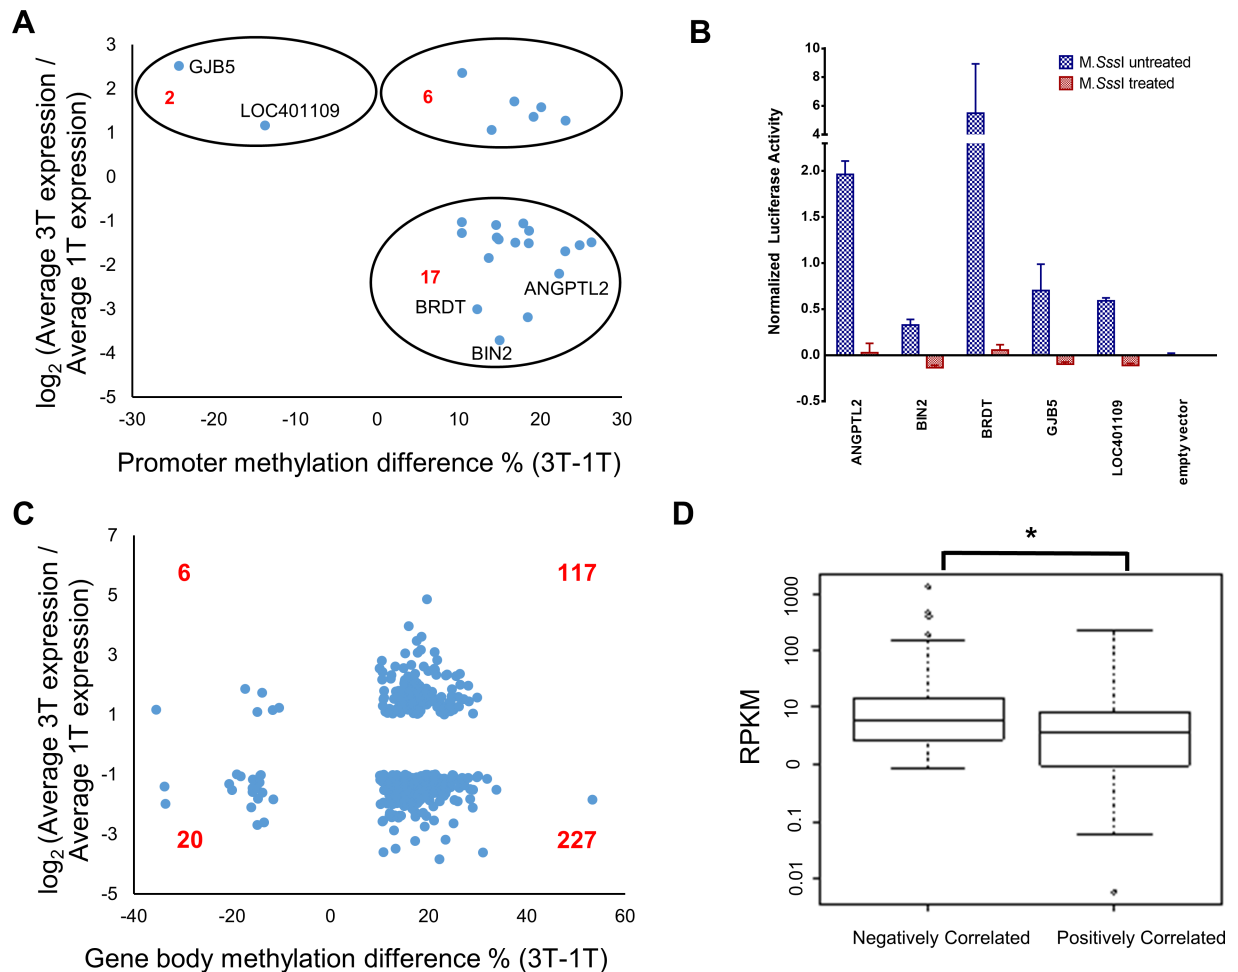 A
log2 (Average 3T expression /
Average 1T expression)
3
2
1
0
-1
-2
-3
-4
-5
GJB5
2
LOC401109
6
17
ANGPTL2
BRDT
BIN2
-30
-20
-10
0
10
20
30
Promoter methylation difference % (3T-1T)
B
Normalized Luciferase Activity
10
8
6
4
2.0
1.5
1.0
0.5
0.0
-0.5
M.SssI untreated
M.SssI treated
ANGPTL2
BIN2
BRDT
GJB5
LOC401109
empty vector
C
log2 (Average 3T expression /
Average 1T expression)
7
5
3
1
-1
-3
-5
6
117
20
227
-40
-20
0
20
40
60
Gene body methylation difference % (3T-1T)
D
*
RPKM
1000
100
10
0
0.1
0.01
Negatively Correlated
Positively Correlated